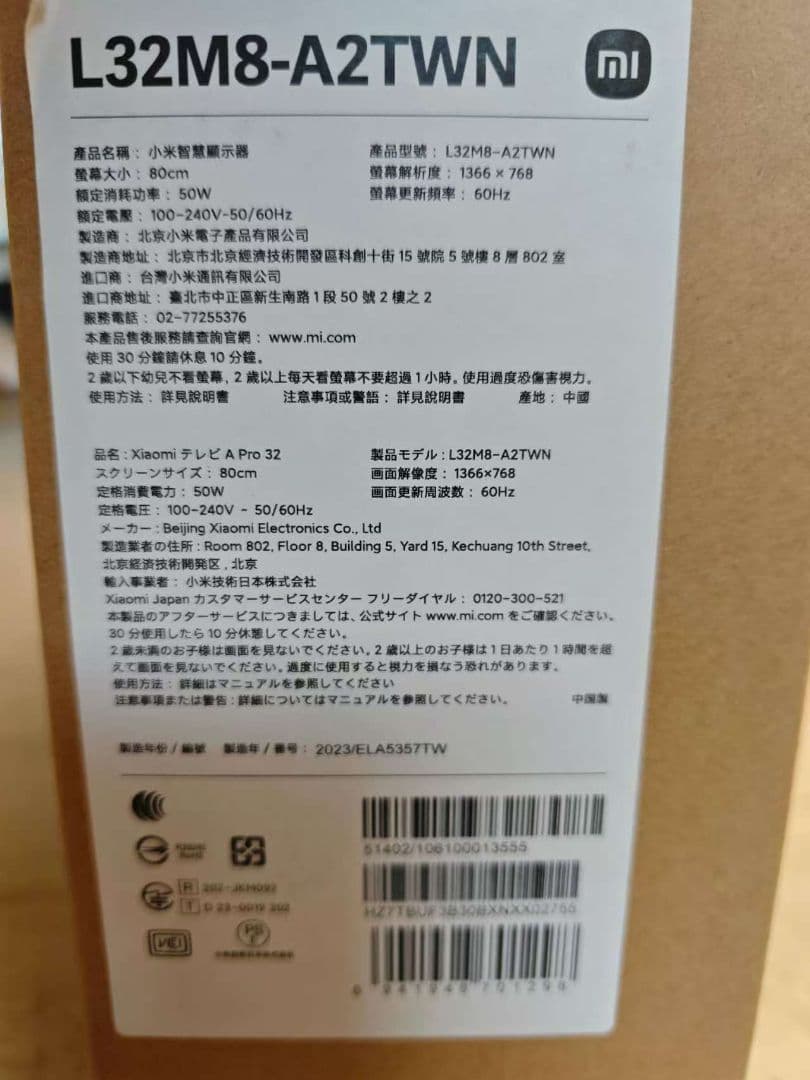 L32M8-A2TWN
mi
產品名稱：小米智慧顯示器 產品型號：L32M8-A2TWN
螢幕大小：80cm 螢幕解析度：1366 × 768
額定消耗功率：50W 螢幕更新頻率：60Hz
額定電壓：100-240V~50/60Hz
製造商：北京小米電子產品有限公司
製造商地址：北京市北京經濟技術開發區科創十街 15 號院 5 號樓 8 層 802 室
進口商：台灣小米通訊有限公司
進口商地址：臺北市中正區新生南路 1 段 50 號 2 樓之 2
服務電話：02-77255376
本產品售後服務請查詢官網：www.mi.com
使用 30 分鐘請休息 10 分鐘。
2 歲以下幼兒不看螢幕，2 歲以上每天看螢幕不要超過 1 小時。使用過度恐傷害視力。
使用方法：詳見說明書 注意事項或警語：詳見說明書 產地：中國
品名：Xiaomi テレビ A Pro 32 製品モデル：L32M8-A2TWN
スクリーンサイズ：80cm 画面解像度：1366×768
定格消費電力：50W 画面更新周波数：60Hz
定格電圧：100-240V ~ 50/60Hz
メーカー：Beijing Xiaomi Electronics Co., Ltd
製造業者の住所：Room 802, Floor 8, Building 5, Yard 15, Kechuang 10th Street,
北京経済技術開発区，北京
輸入事業者：小米技術日本株式会社
Xiaomi Japan カスタマーサービスセンター フリーダイヤル：0120-300-521
本製品のアフターサービスにつきましては、公式サイト www.mi.com をご確認ください。
30 分使用したら 10 分休憩してください。
2 歳未満のお子様は画面を見ないでください。2 歳以上のお子様は 1 日あたり 1 時間を超
えて画面を見ないでください。過度に使用すると視力を損なう恐れがあります。
使用方法：詳細はマニュアルを参照してください
注意事項または警告：詳細についてはマニュアルを参照してください。 中国製
製造年份 / 編號 製造年 / 番号：2023/ELA5357TW
51402/106100013555
R 202-JKN092
T D 23-0019 202
VCCI
PS E
6 941948 701298